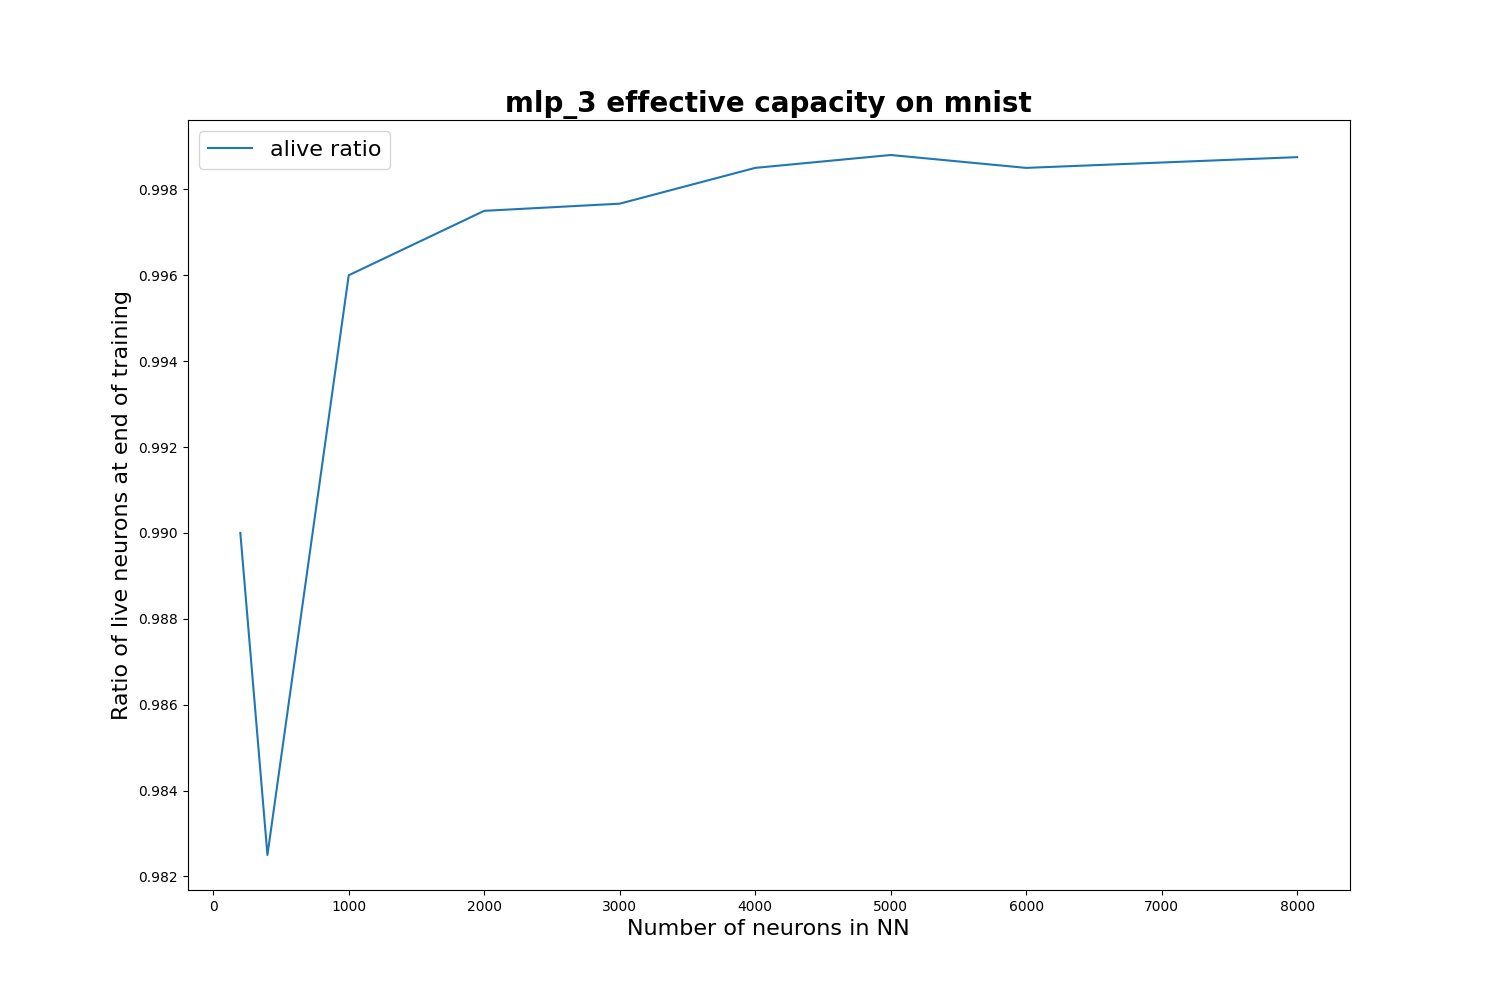 mlp_3 effective capacity on mnist
alive ratio
Ratio of live neurons at end of training
0.998
0.996
0.994
0.992
0.990
0.988
0.986
0.984
0.982
0 1000 2000 3000 4000 5000 6000 7000 8000
Number of neurons in NN